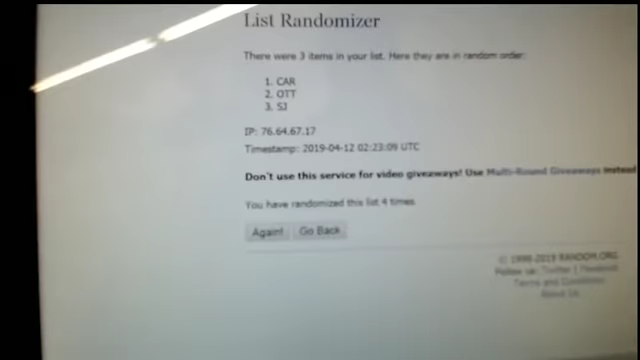 List Randomizer
There were 3 items in your list. Here they are in random order:
1. CAR
2. OTT
3. SJ
IP: 76.64.67.17
Timestamp: 2019-04-12 02:23:09 UTC
Don't use this service for video giveaways! Use Multi-Round Giveaways instead
You have randomized this list 4 times.
Again! Go Back
© 1998-2019 RANDOM.ORG
Follow us: Twitter | Facebook
Terms and Conditions
About Us